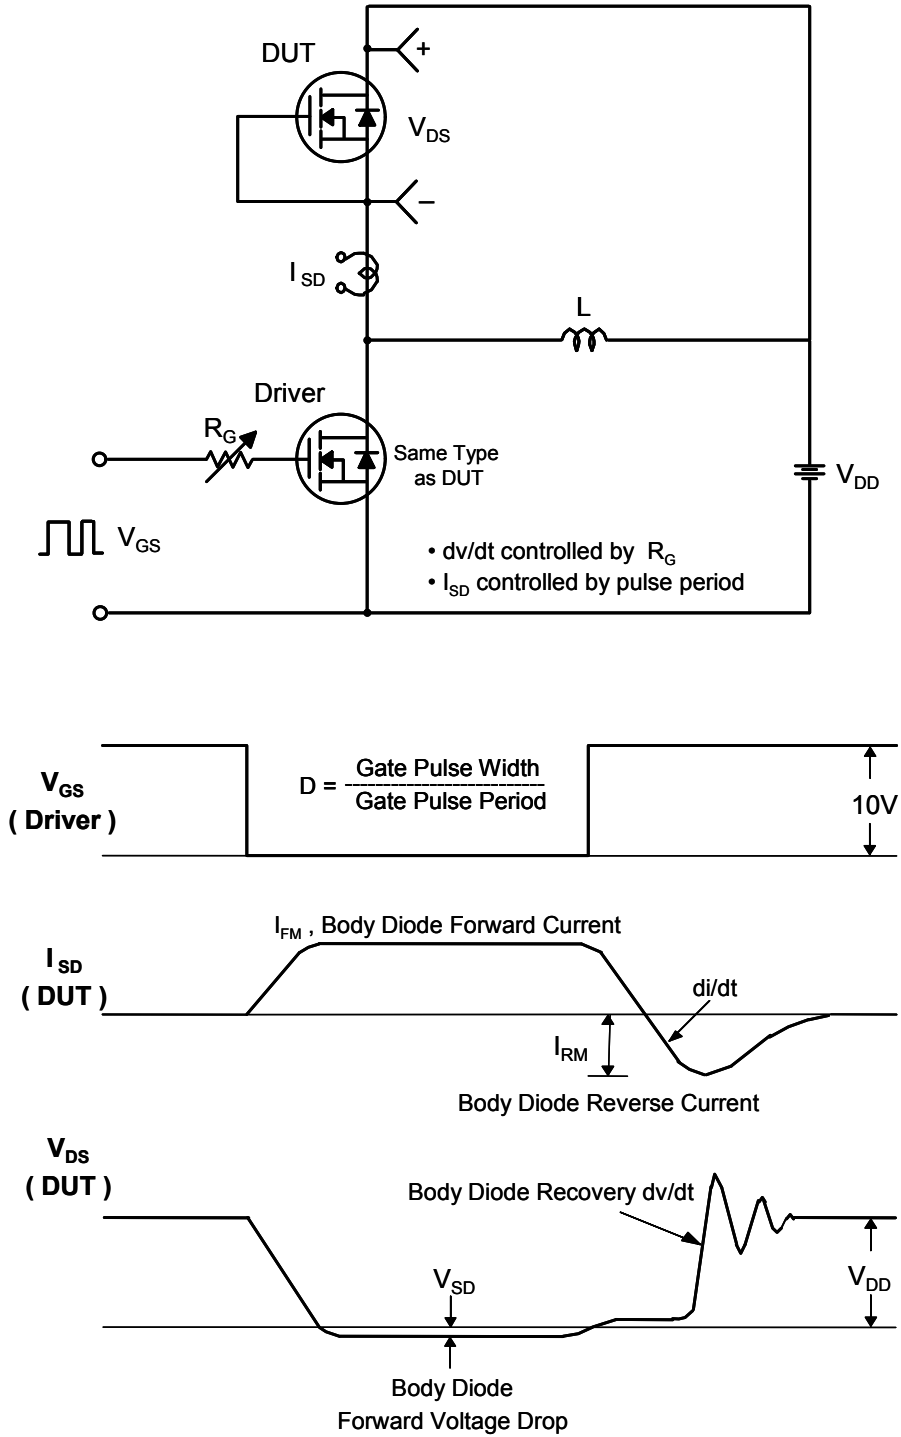 DUT
+
V_DS
−
I_SD
L
Driver
R_G
Same Type
as DUT
V_DD
V_GS
• dv/dt controlled by R_G
• I_SD controlled by pulse period
V_GS
( Driver )
D = Gate Pulse Width
--------------------------
Gate Pulse Period
10V
I_FM , Body Diode Forward Current
I_SD
( DUT )
di/dt
I_RM
Body Diode Reverse Current
V_DS
( DUT )
Body Diode Recovery dv/dt
V_SD
V_DD
Body Diode
Forward Voltage Drop